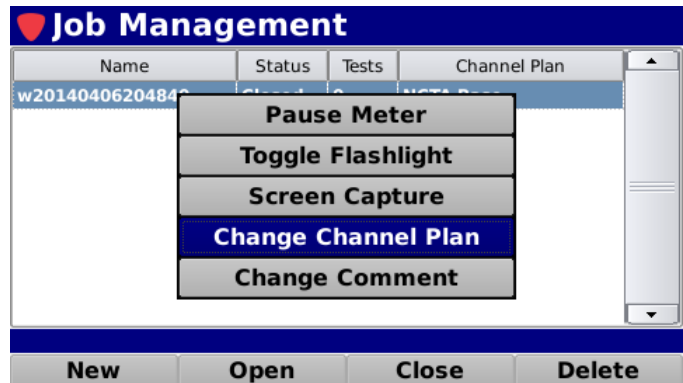 Job Management
Name Status Tests Channel Plan
Pause Meter
Toggle Flashlight
Screen Capture
Change Channel Plan
Change Comment
New Open Close Delete